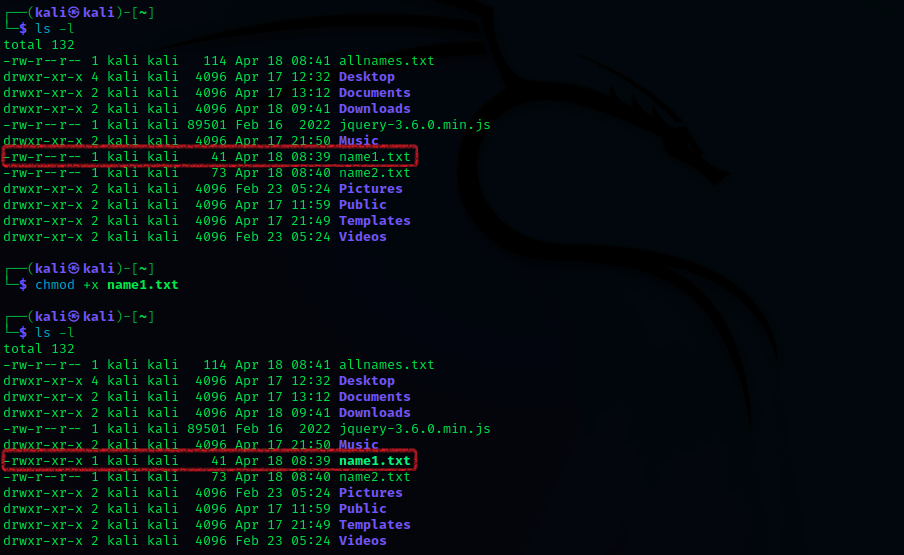 ┌──(kali㉿kali)-[~]
└─$ ls -l
total 132
-rw-r--r-- 1 kali kali   114 Apr 18 08:41 allnames.txt
drwxr-xr-x 4 kali kali  4096 Apr 17 12:32 Desktop
drwxr-xr-x 2 kali kali  4096 Apr 17 13:12 Documents
drwxr-xr-x 2 kali kali  4096 Apr 18 09:41 Downloads
-rw-r--r-- 1 kali kali 89501 Feb 16  2022 jquery-3.6.0.min.js
drwxr-xr-x 2 kali kali  4096 Apr 17 21:50 Music
-rw-r--r-- 1 kali kali    41 Apr 18 08:39 name1.txt
-rw-r--r-- 1 kali kali    73 Apr 18 08:40 name2.txt
drwxr-xr-x 2 kali kali  4096 Feb 23 05:24 Pictures
drwxr-xr-x 2 kali kali  4096 Apr 17 11:59 Public
drwxr-xr-x 2 kali kali  4096 Apr 17 21:49 Templates
drwxr-xr-x 2 kali kali  4096 Feb 23 05:24 Videos
┌──(kali㉿kali)-[~]
└─$ chmod +x name1.txt
┌──(kali㉿kali)-[~]
└─$ ls -l
total 132
-rw-r--r-- 1 kali kali   114 Apr 18 08:41 allnames.txt
drwxr-xr-x 4 kali kali  4096 Apr 17 12:32 Desktop
drwxr-xr-x 2 kali kali  4096 Apr 17 13:12 Documents
drwxr-xr-x 2 kali kali  4096 Apr 18 09:41 Downloads
-rw-r--r-- 1 kali kali 89501 Feb 16  2022 jquery-3.6.0.min.js
drwxr-xr-x 2 kali kali  4096 Apr 17 21:50 Music
-rwxr-xr-x 1 kali kali    41 Apr 18 08:39 name1.txt
-rw-r--r-- 1 kali kali    73 Apr 18 08:40 name2.txt
drwxr-xr-x 2 kali kali  4096 Feb 23 05:24 Pictures
drwxr-xr-x 2 kali kali  4096 Apr 17 11:59 Public
drwxr-xr-x 2 kali kali  4096 Apr 17 21:49 Templates
drwxr-xr-x 2 kali kali  4096 Feb 23 05:24 Videos